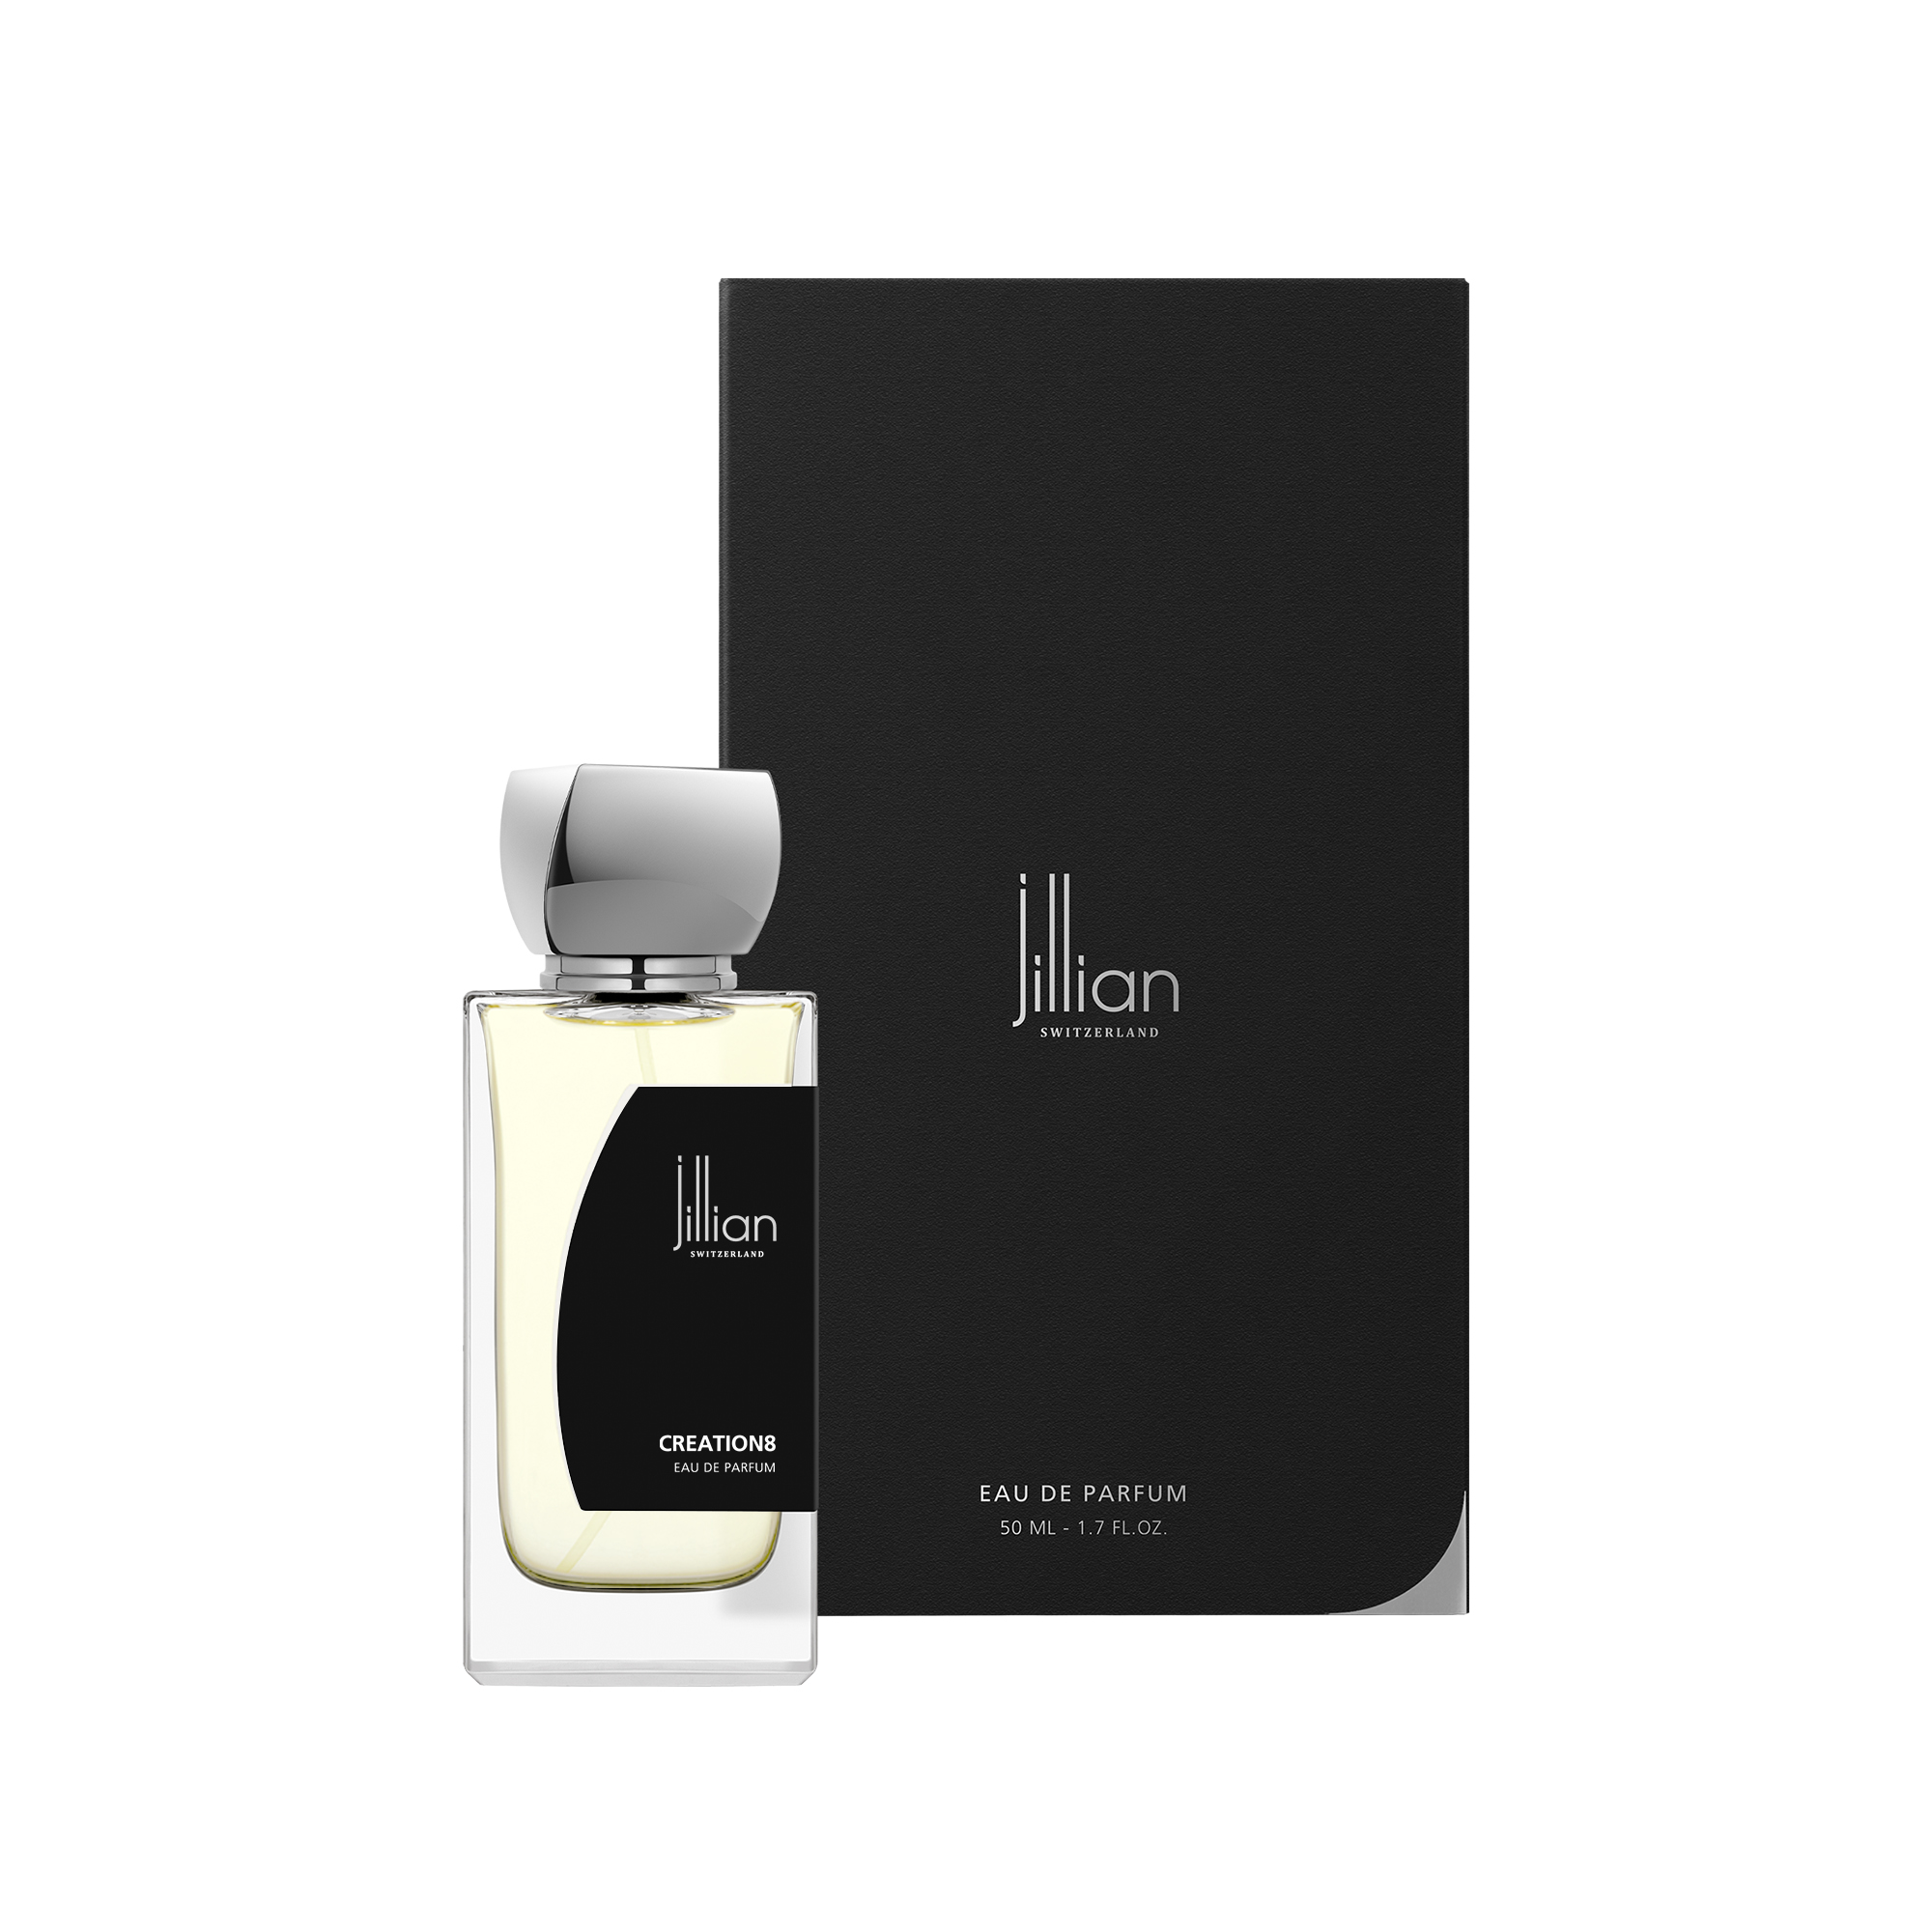 jillian
SWITZERLAND
CREATION8
EAU DE PARFUM
jillian
SWITZERLAND
EAU DE PARFUM
50 ML - 1.7 FL.OZ.